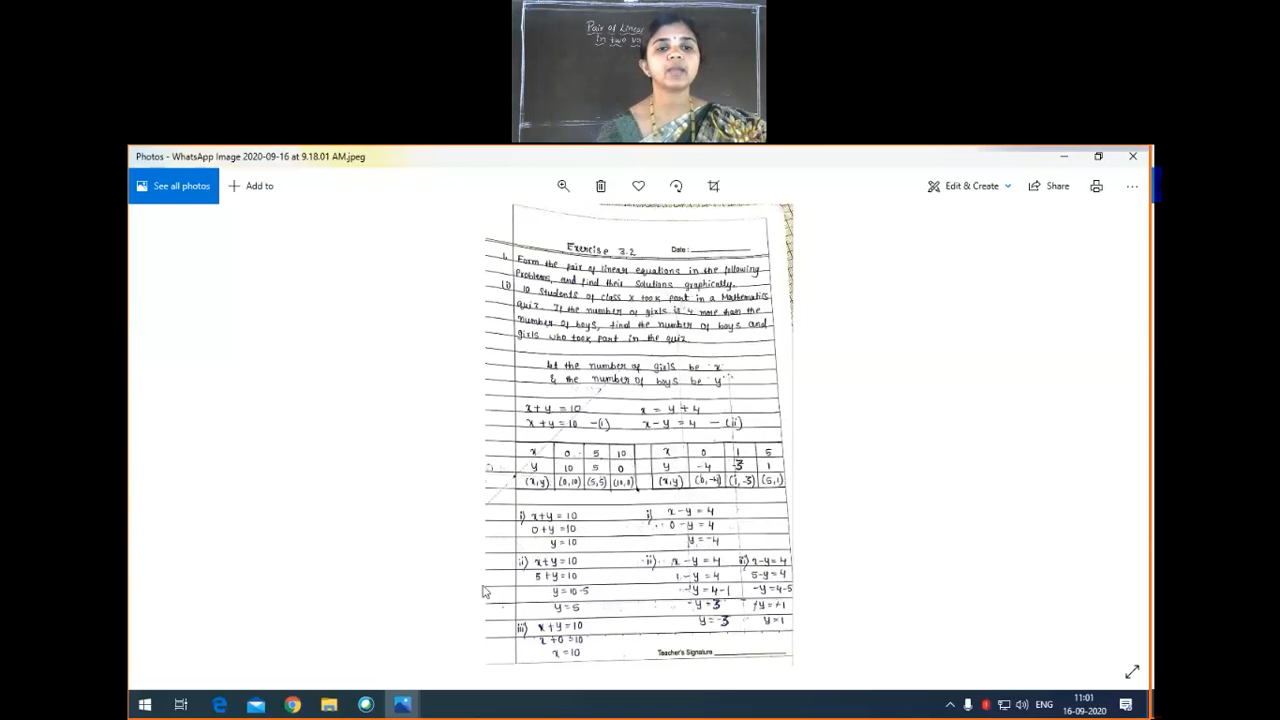 Pair of Linear
in two va
Photos - WhatsApp Image 2020-09-16 at 9.18.01 AM.jpeg
See all photos
Add to
Edit & Create
Share
Exercise 3.2
Date:
1. Form the pair of linear equations in the following
Problems, and find their solutions graphically.
(i) 10 Students of class X took part in a Mathematics
quiz. If the number of girls is 4 more than the
number of boys, find the number of boys and
girls who took part in the quiz.
Let the number of girls be 'x'
& the number of boys be 'y'
x+y=10 x = y+4
x+y=10 -(i) x-y=4 -(ii)
x 0 5 10 x 0 1 5
y 10 5 0 y -4 -3 1
(x,y) (0,10) (5,5) (10,0) (x,y) (0,-4) (1,-3) (5,1)
i) x+y=10 i) x-y=4
0+y=10 0-y=4
y=10 y=-4
ii) x+y=10 ii) x-y=4 iii) x-y=4
5+y=10 1-y=4 5-y=4
y=10-5 -y=4-1 -y=4-5
y=5 -y=3 -y=-1
iii) x+y=10 y=-3 y=1
x+0=10
x=10
Teacher's Signature
ENG
11:01
16-09-2020